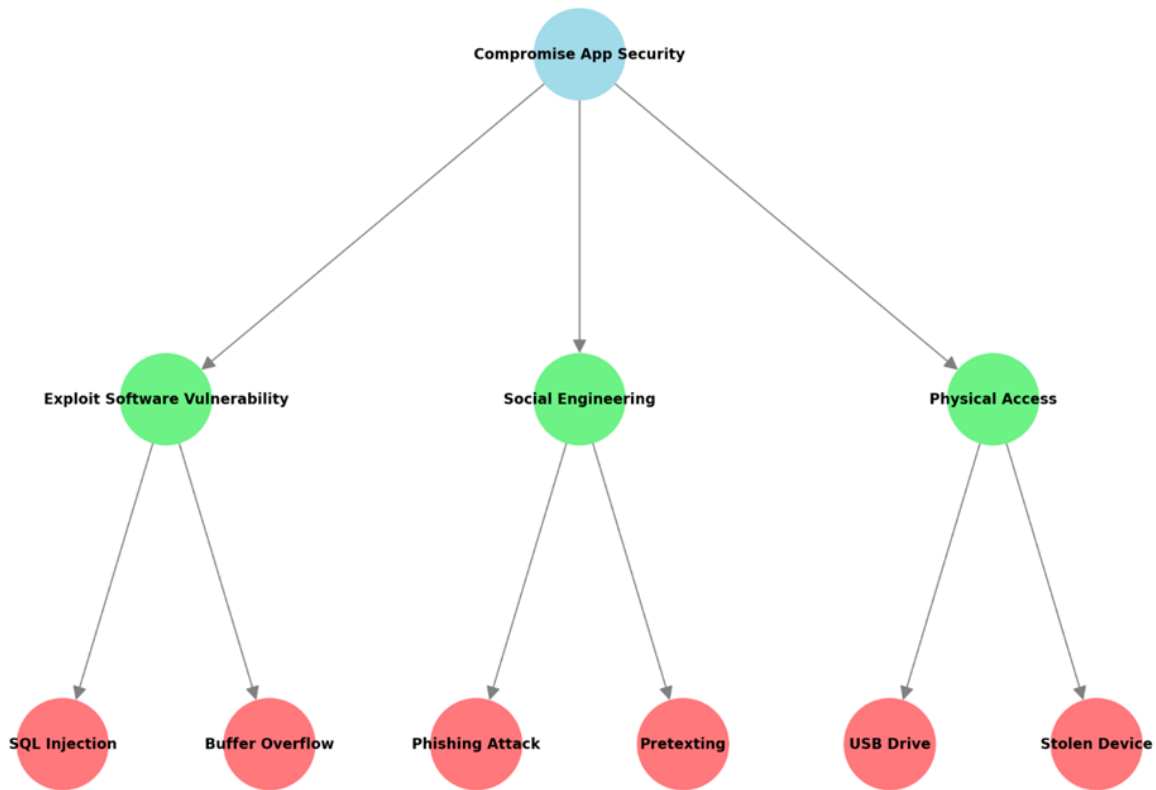 Compromise App Security
Exploit Software Vulnerability
Social Engineering
Physical Access
SQL Injection
Buffer Overflow
Phishing Attack
Pretexting
USB Drive
Stolen Device